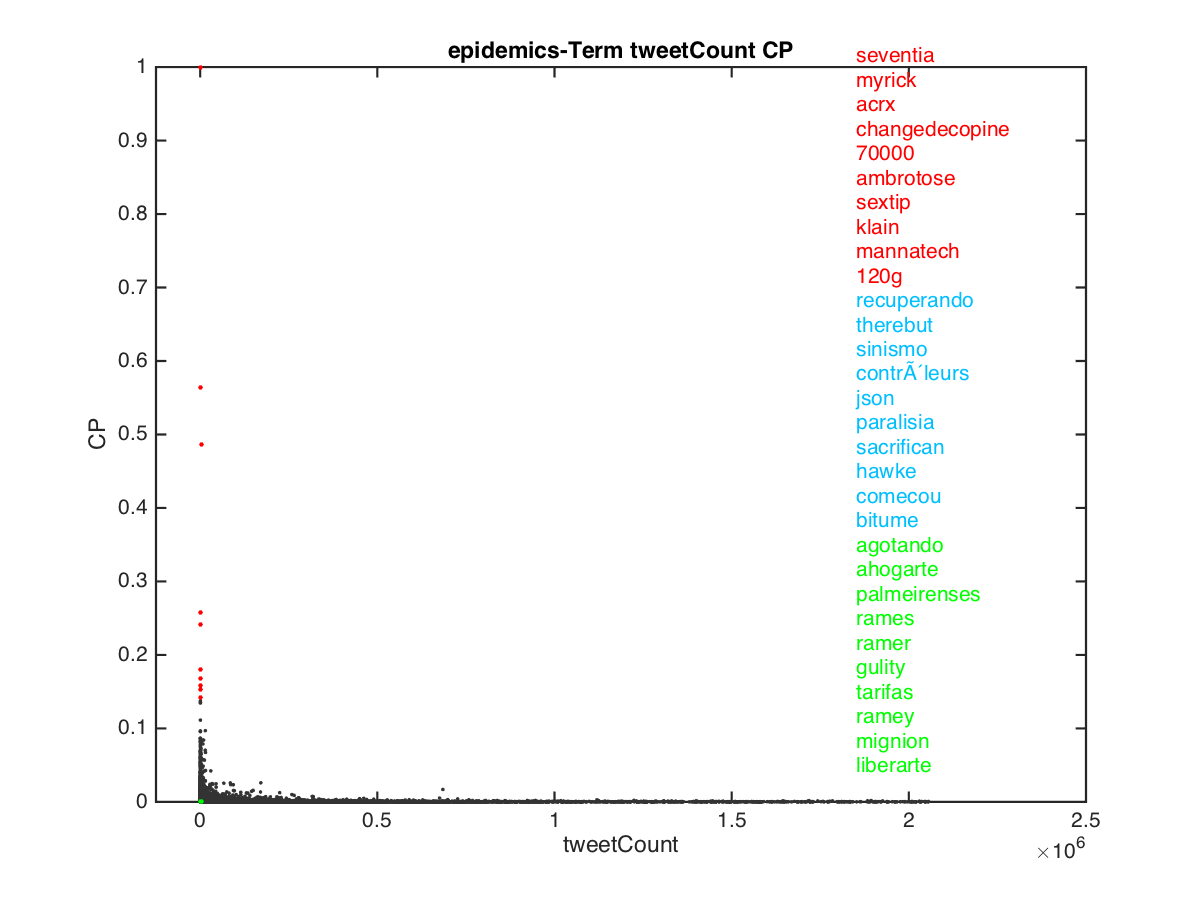 epidemics-Term tweetCount CP
seventia
myrick
acrx
changedecopine
70000
ambrotose
sextip
klain
mannatech
120g
recuperando
therebut
sinismo
contrÃ´leurs
json
paralisia
sacrifican
hawke
comecou
bitume
agotando
ahogarte
palmeirenses
rames
ramer
gulity
tarifas
ramey
mignion
liberarte
1
0.9
0.8
0.7
0.6
0.5
0.4
0.3
0.2
0.1
0
CP
0 0.5 1 1.5 2 2.5
tweetCount
×10⁶